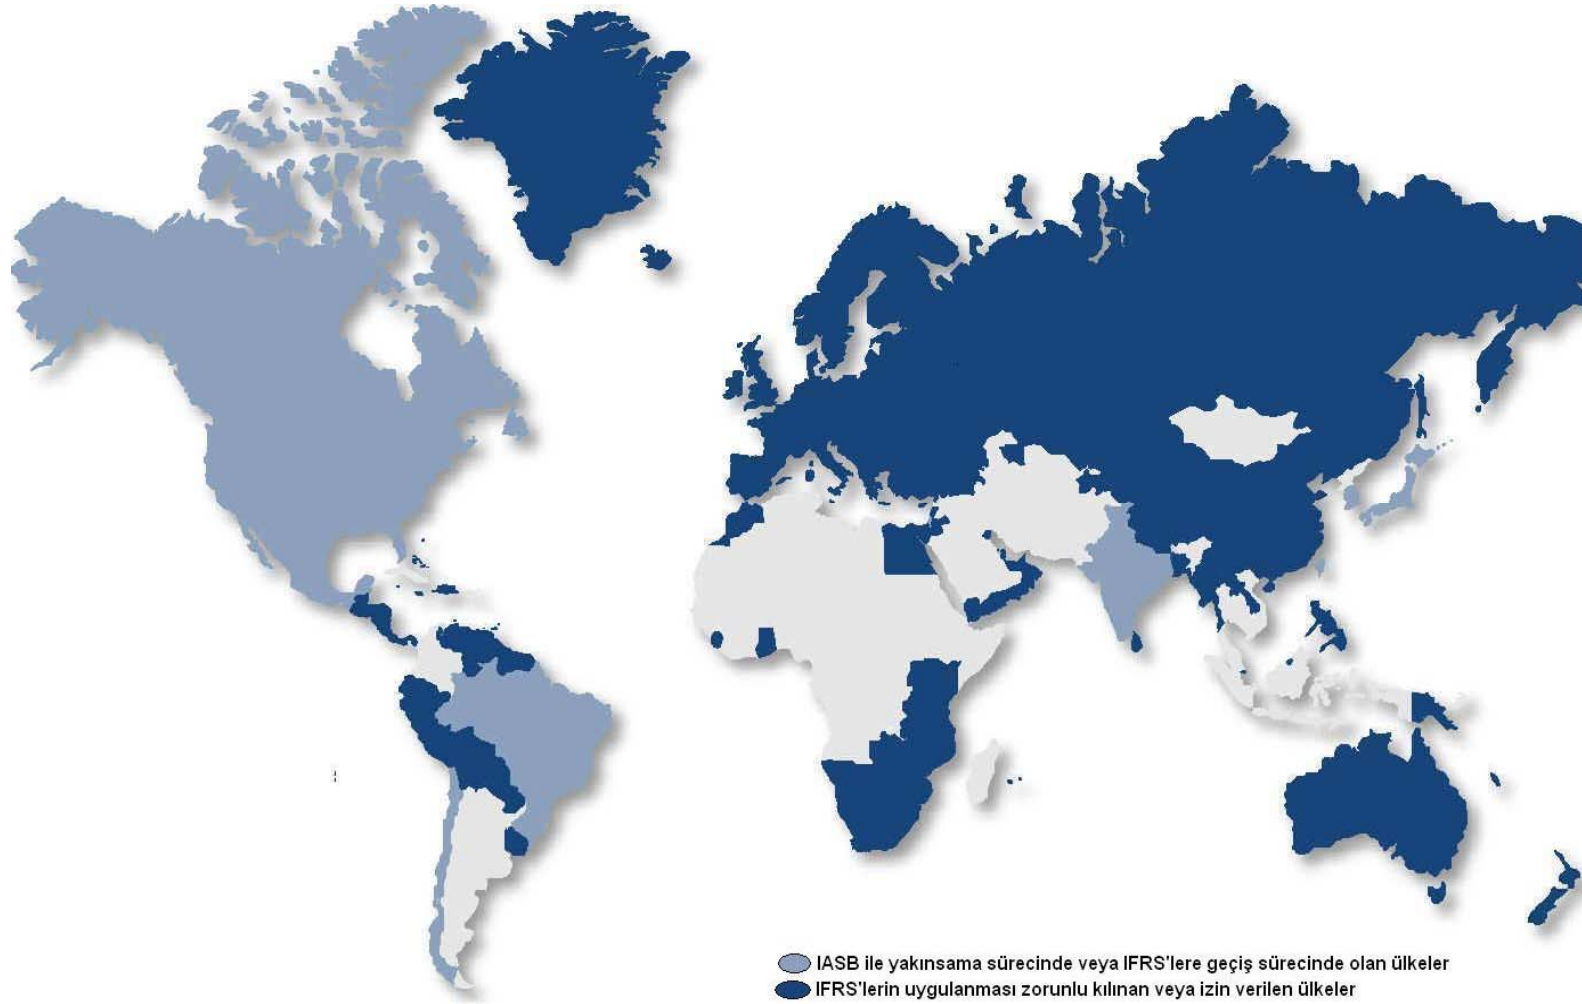 IASB ile yakınsama sürecinde veya IFRS'lere geçiş sürecinde olan ülkeler
IFRS'lerin uygulanması zorunlu kılınan veya izin verilen ülkeler